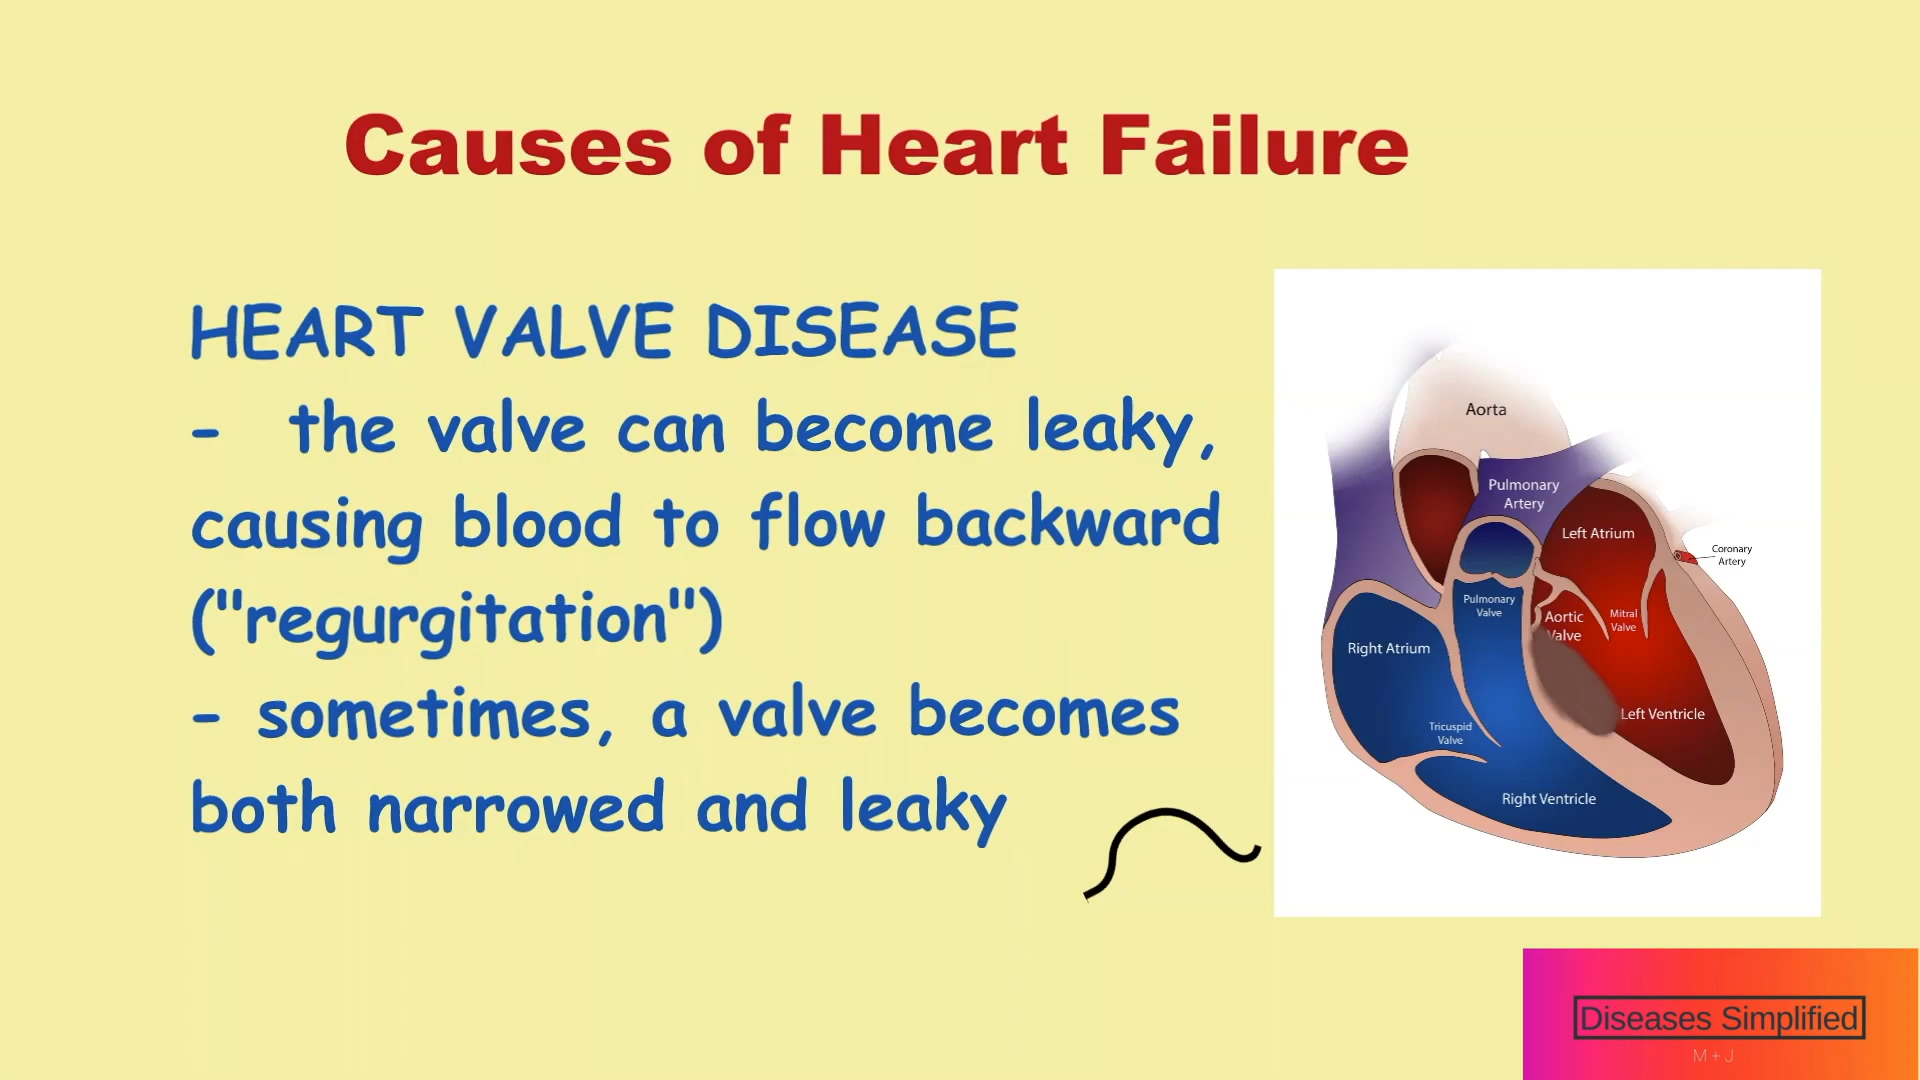 Causes of Heart Failure
HEART VALVE DISEASE
- the valve can become leaky,
causing blood to flow backward
("regurgitation")
- sometimes, a valve becomes
both narrowed and leaky
Aorta
Pulmonary
Artery
Left Atrium
Coronary
Artery
Pulmonary
Valve
Aortic
Valve
Mitral
Valve
Right Atrium
Left Ventricle
Tricuspid
Valve
Right Ventricle
Diseases Simplified
M + J